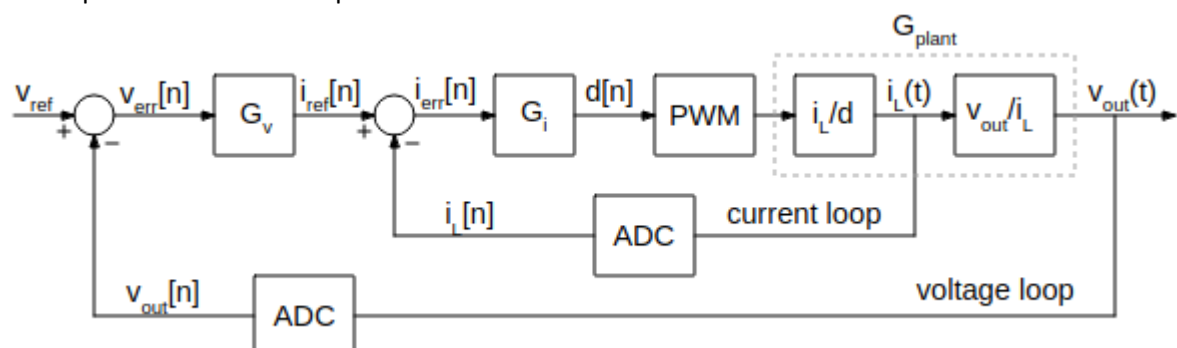 G_plant
v_ref
v_err[n]
G_v
i_ref[n]
i_err[n]
G_i
d[n]
PWM
i_L/d
i_L(t)
v_out/i_L
v_out(t)
+
−
+
−
i_L[n]
ADC
current loop
v_out[n]
ADC
voltage loop